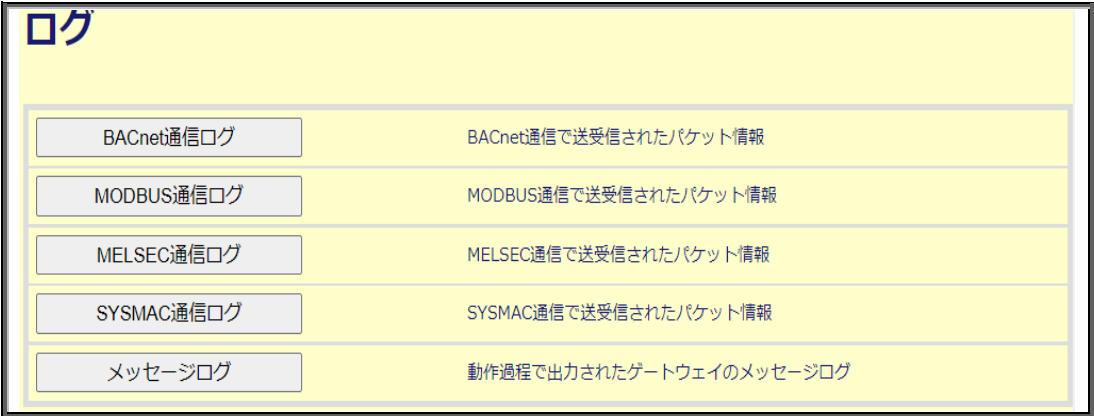 ログ
BACnet通信ログ BACnet通信で送受信されたパケット情報
MODBUS通信ログ MODBUS通信で送受信されたパケット情報
MELSEC通信ログ MELSEC通信で送受信されたパケット情報
SYSMAC通信ログ SYSMAC通信で送受信されたパケット情報
メッセージログ 動作過程で出力されたゲートウェイのメッセージログ